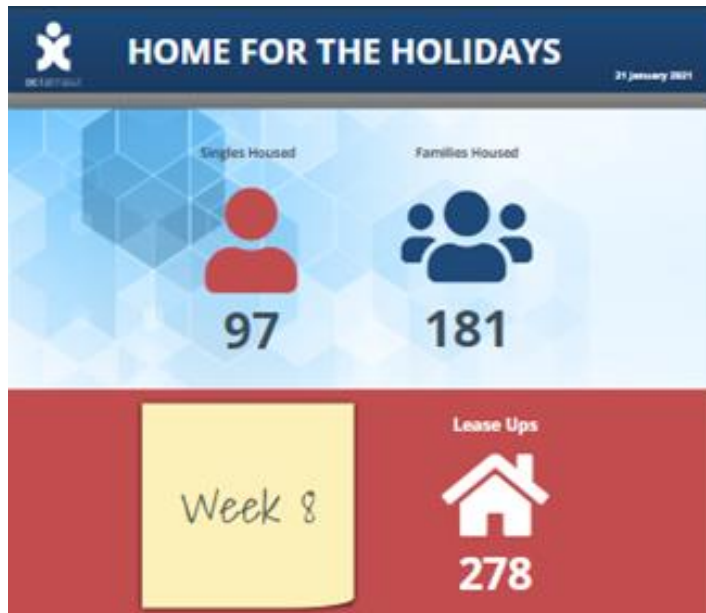 HOME FOR THE HOLIDAYS
21 January 2021
Singles Housed
Families Housed
97
181
Week 8
Lease Ups
278